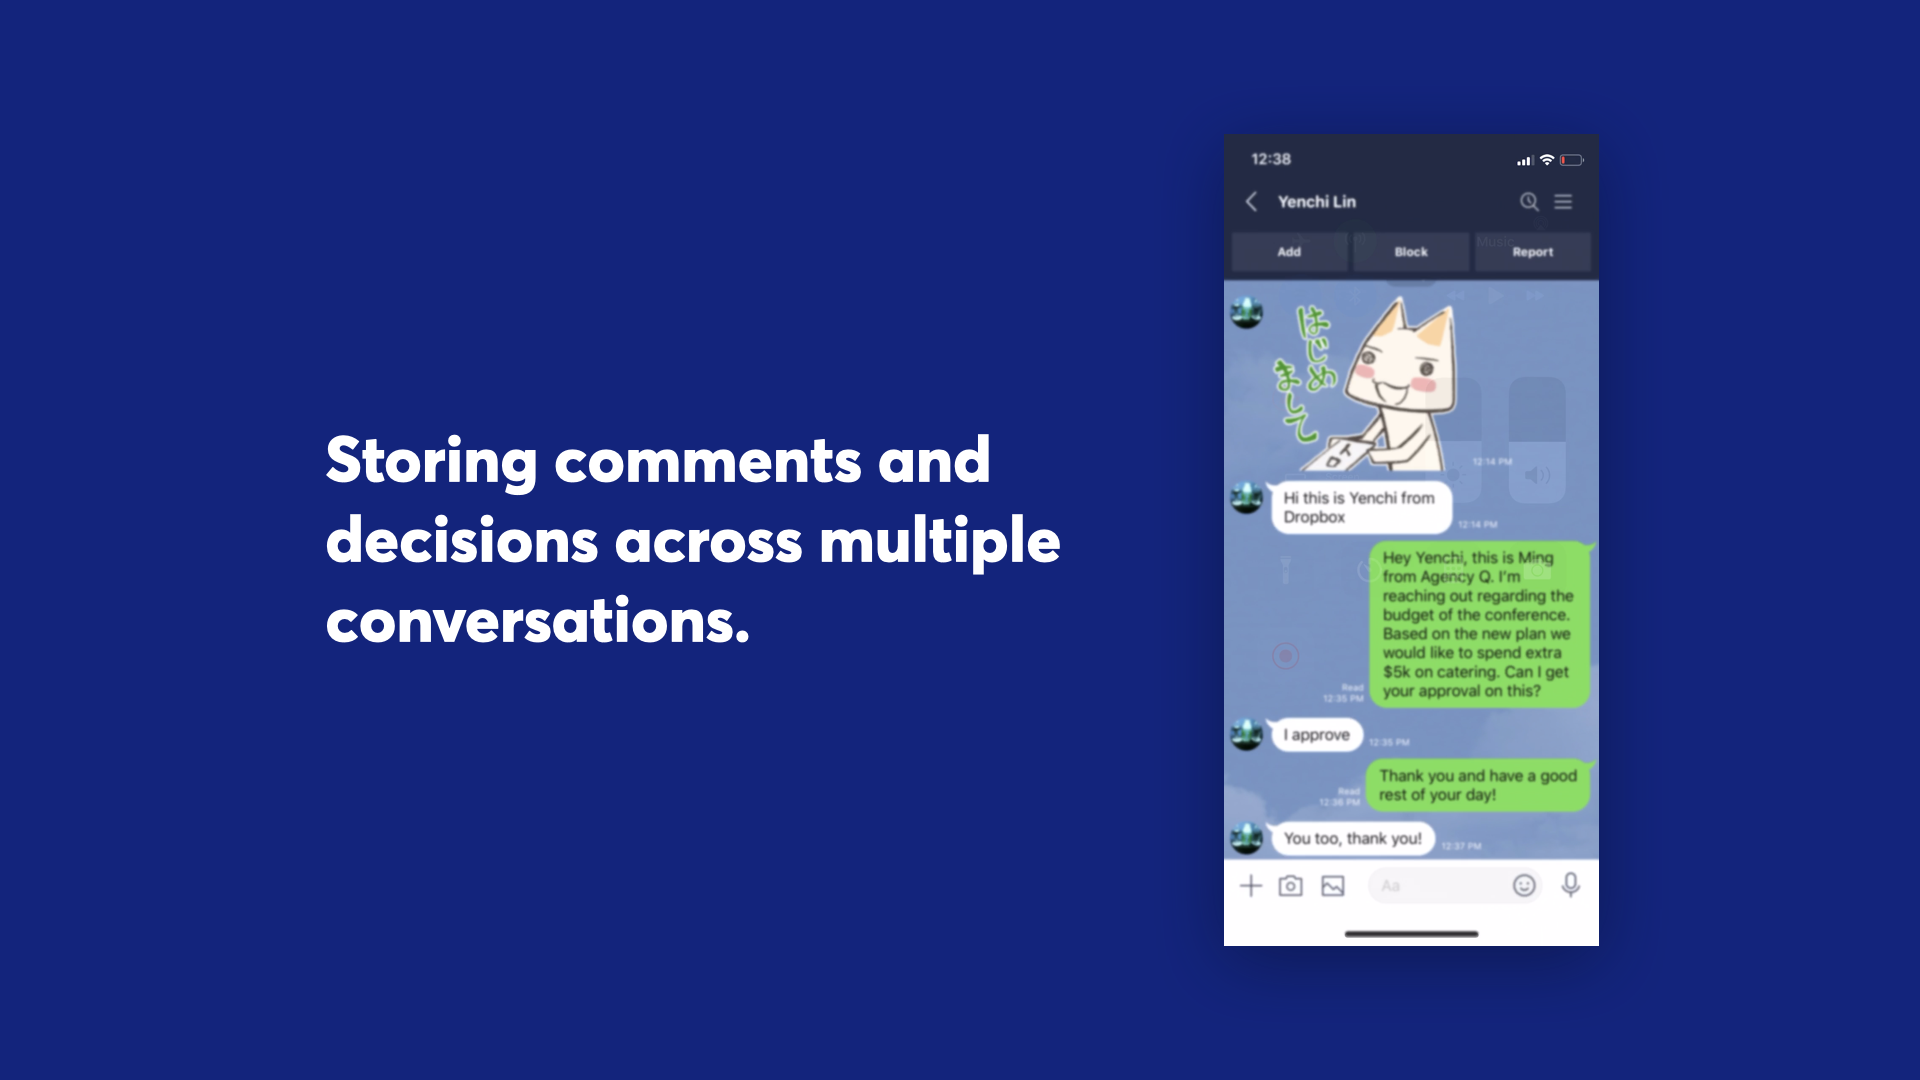 Storing comments and
decisions across multiple
conversations.
12:38
Yenchi Lin
Music
Add
Block
Report
はじめ
まして
トロ
12:14 PM
Hi this is Yenchi from
Dropbox
12:14 PM
Hey Yenchi, this is Ming
from Agency Q. I'm
reaching out regarding the
budget of the conference.
Based on the new plan we
would like to spend extra
$5k on catering. Can I get
your approval on this?
Read
12:35 PM
I approve
12:35 PM
Thank you and have a good
rest of your day!
Read
12:36 PM
You too, thank you!
12:37 PM
Aa